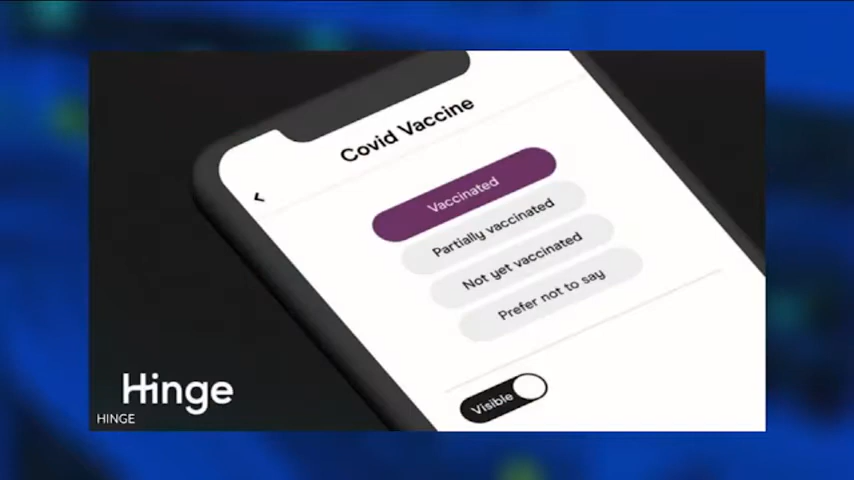 Covid Vaccine
Vaccinated
Partially vaccinated
Not yet vaccinated
Prefer not to say
Visible
Hinge
HINGE